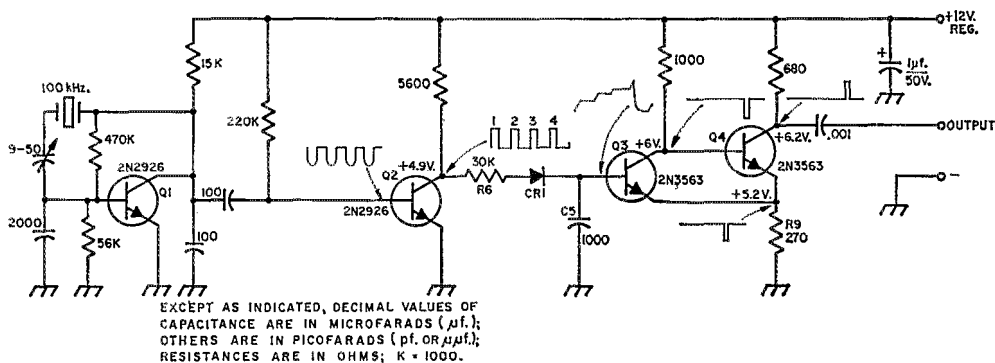 +12V.
REG.
15K
1000
680
+
1μf.
50V.
100 kHz.
5600
220K
470K
9-50
2N2926
Q1
1 2 3 4
Q3
+6V.
Q4
+6.2V.
.001
OUTPUT
+4.9V.
Q2
30K
R6
CR1
2N3563
2N3563
100
2N2926
+5.2V.
-
2000
56K
100
C5
1000
R9
270
EXCEPT AS INDICATED, DECIMAL VALUES OF
CAPACITANCE ARE IN MICROFARADS (μf.);
OTHERS ARE IN PICOFARADS (pf. OR μμf.);
RESISTANCES ARE IN OHMS; K = 1000.